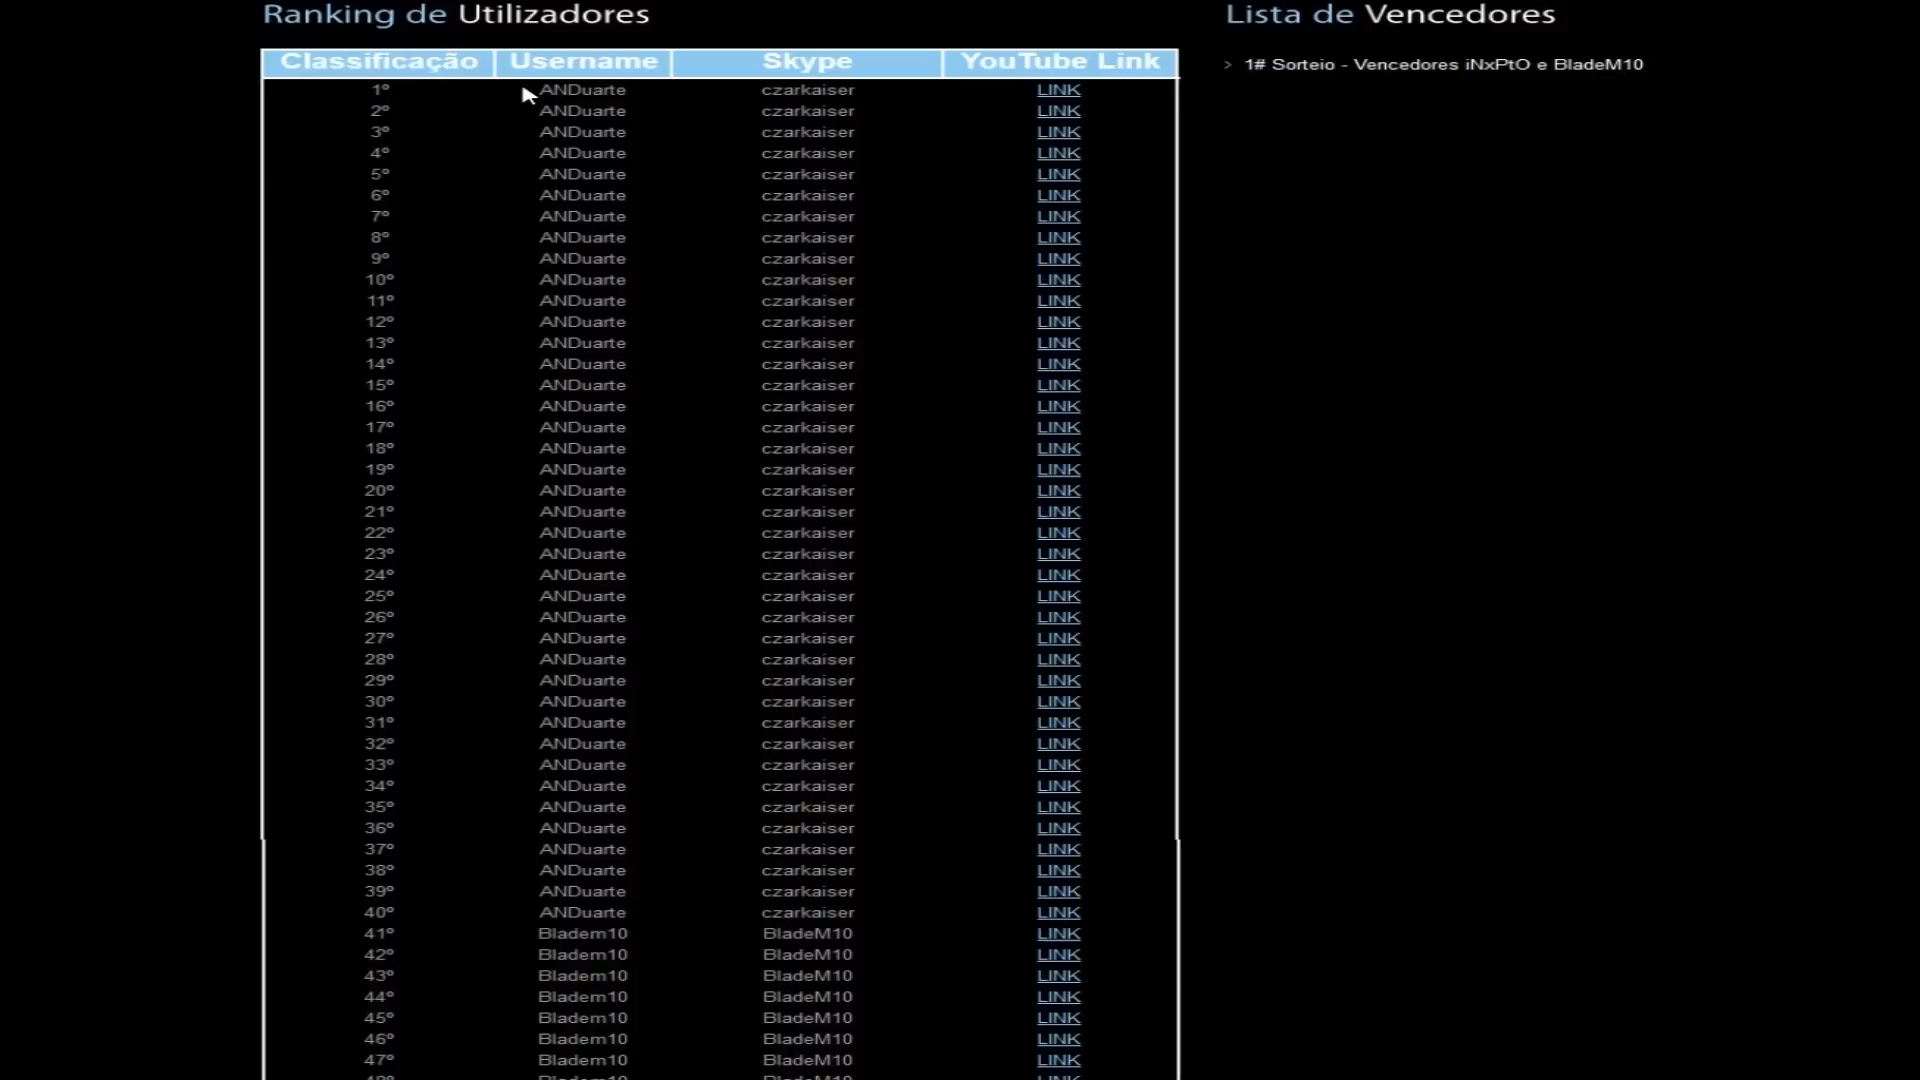 Ranking de Utilizadores
Lista de Vencedores
Classificação Username Skype YouTube Link
> 1# Sorteio - Vencedores iNxPtO e BladeM10
1º ANDuarte czarkaiser LINK
2º ANDuarte czarkaiser LINK
3º ANDuarte czarkaiser LINK
4º ANDuarte czarkaiser LINK
5º ANDuarte czarkaiser LINK
6º ANDuarte czarkaiser LINK
7º ANDuarte czarkaiser LINK
8º ANDuarte czarkaiser LINK
9º ANDuarte czarkaiser LINK
10º ANDuarte czarkaiser LINK
11º ANDuarte czarkaiser LINK
12º ANDuarte czarkaiser LINK
13º ANDuarte czarkaiser LINK
14º ANDuarte czarkaiser LINK
15º ANDuarte czarkaiser LINK
16º ANDuarte czarkaiser LINK
17º ANDuarte czarkaiser LINK
18º ANDuarte czarkaiser LINK
19º ANDuarte czarkaiser LINK
20º ANDuarte czarkaiser LINK
21º ANDuarte czarkaiser LINK
22º ANDuarte czarkaiser LINK
23º ANDuarte czarkaiser LINK
24º ANDuarte czarkaiser LINK
25º ANDuarte czarkaiser LINK
26º ANDuarte czarkaiser LINK
27º ANDuarte czarkaiser LINK
28º ANDuarte czarkaiser LINK
29º ANDuarte czarkaiser LINK
30º ANDuarte czarkaiser LINK
31º ANDuarte czarkaiser LINK
32º ANDuarte czarkaiser LINK
33º ANDuarte czarkaiser LINK
34º ANDuarte czarkaiser LINK
35º ANDuarte czarkaiser LINK
36º ANDuarte czarkaiser LINK
37º ANDuarte czarkaiser LINK
38º ANDuarte czarkaiser LINK
39º ANDuarte czarkaiser LINK
40º ANDuarte czarkaiser LINK
41º Bladem10 BladeM10 LINK
42º Bladem10 BladeM10 LINK
43º Bladem10 BladeM10 LINK
44º Bladem10 BladeM10 LINK
45º Bladem10 BladeM10 LINK
46º Bladem10 BladeM10 LINK
47º Bladem10 BladeM10 LINK